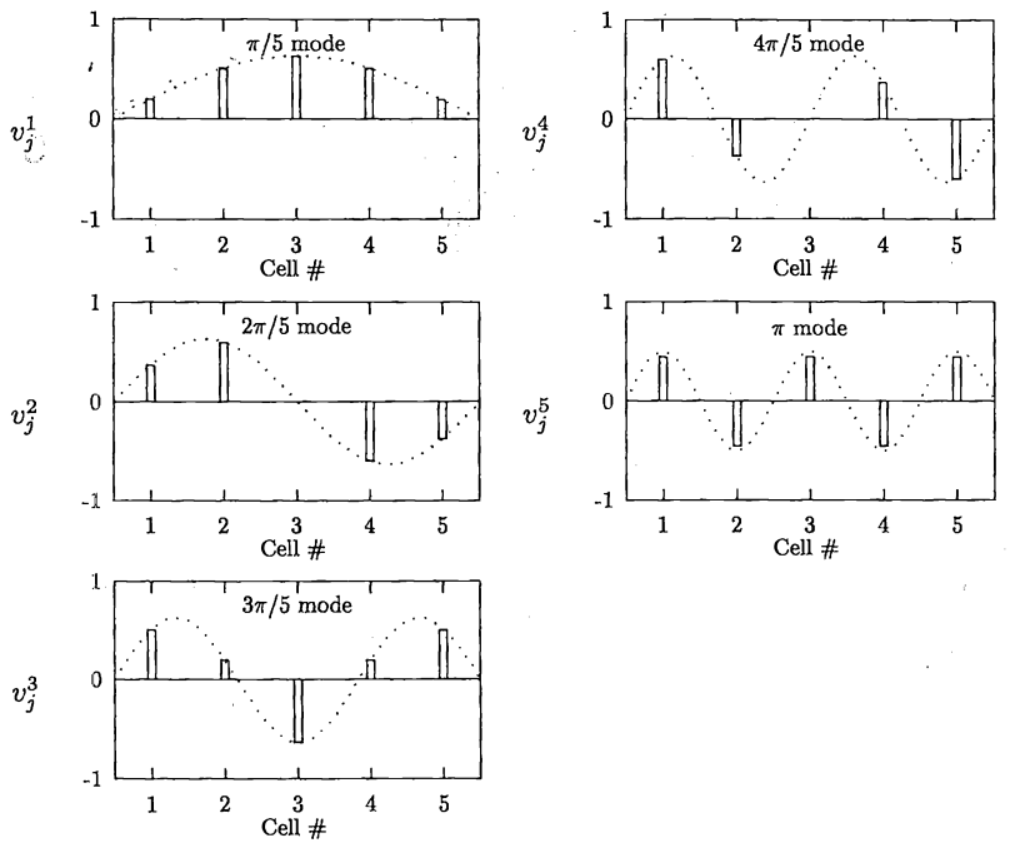 1
π/5 mode
0
v_j^1
-1
1 2 3 4 5
Cell #
1
2π/5 mode
0
v_j^2
-1
1 2 3 4 5
Cell #
1
3π/5 mode
0
v_j^3
-1
1 2 3 4 5
Cell #
1
4π/5 mode
0
v_j^4
-1
1 2 3 4 5
Cell #
1
π mode
0
v_j^5
-1
1 2 3 4 5
Cell #